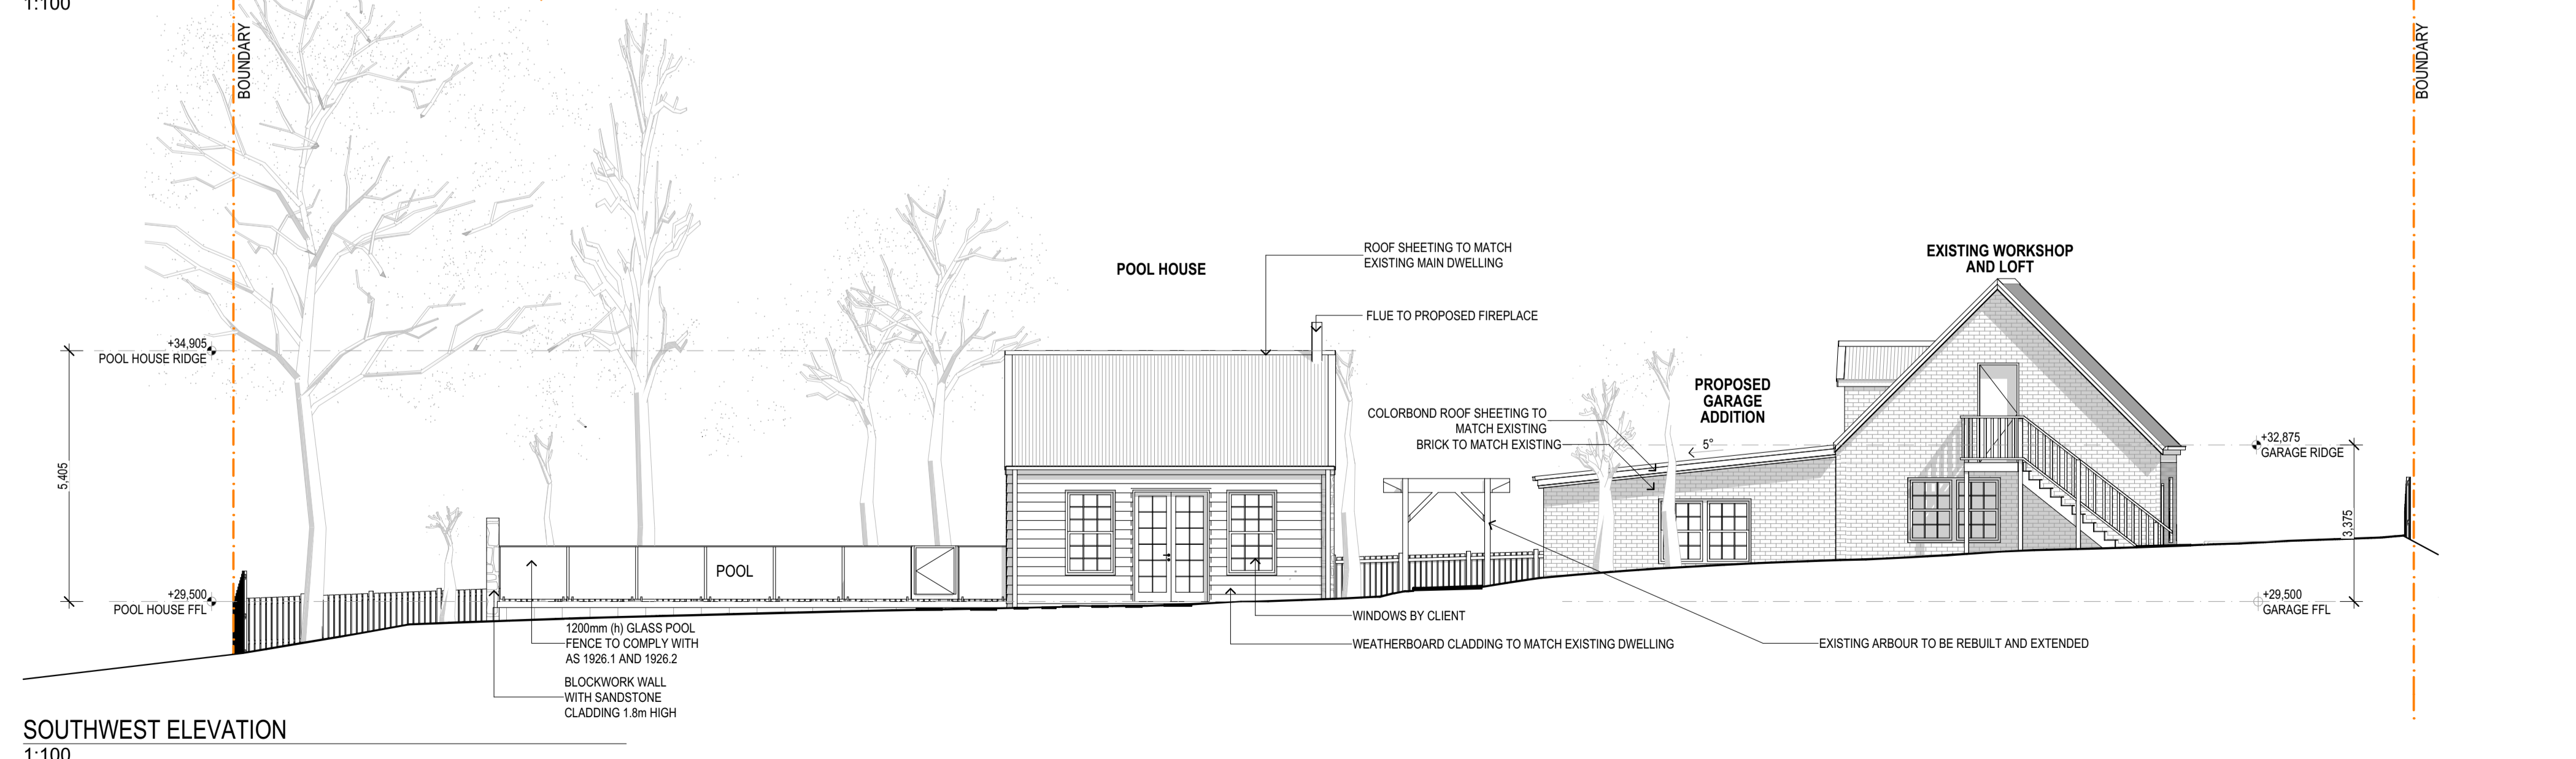 1:100
BOUNDARY
BOUNDARY
POOL HOUSE
ROOF SHEETING TO MATCH
EXISTING MAIN DWELLING
EXISTING WORKSHOP
AND LOFT
FLUE TO PROPOSED FIREPLACE
+34,905
POOL HOUSE RIDGE
PROPOSED
GARAGE
ADDITION
COLORBOND ROOF SHEETING TO
MATCH EXISTING
BRICK TO MATCH EXISTING
5°
+32,875
GARAGE RIDGE
5,405
3,375
POOL
+29,500
POOL HOUSE FFL
+29,500
GARAGE FFL
1200mm (h) GLASS POOL
FENCE TO COMPLY WITH
AS 1926.1 AND 1926.2
WINDOWS BY CLIENT
WEATHERBOARD CLADDING TO MATCH EXISTING DWELLING
EXISTING ARBOUR TO BE REBUILT AND EXTENDED
BLOCKWORK WALL
WITH SANDSTONE
CLADDING 1.8m HIGH
SOUTHWEST ELEVATION
1:100